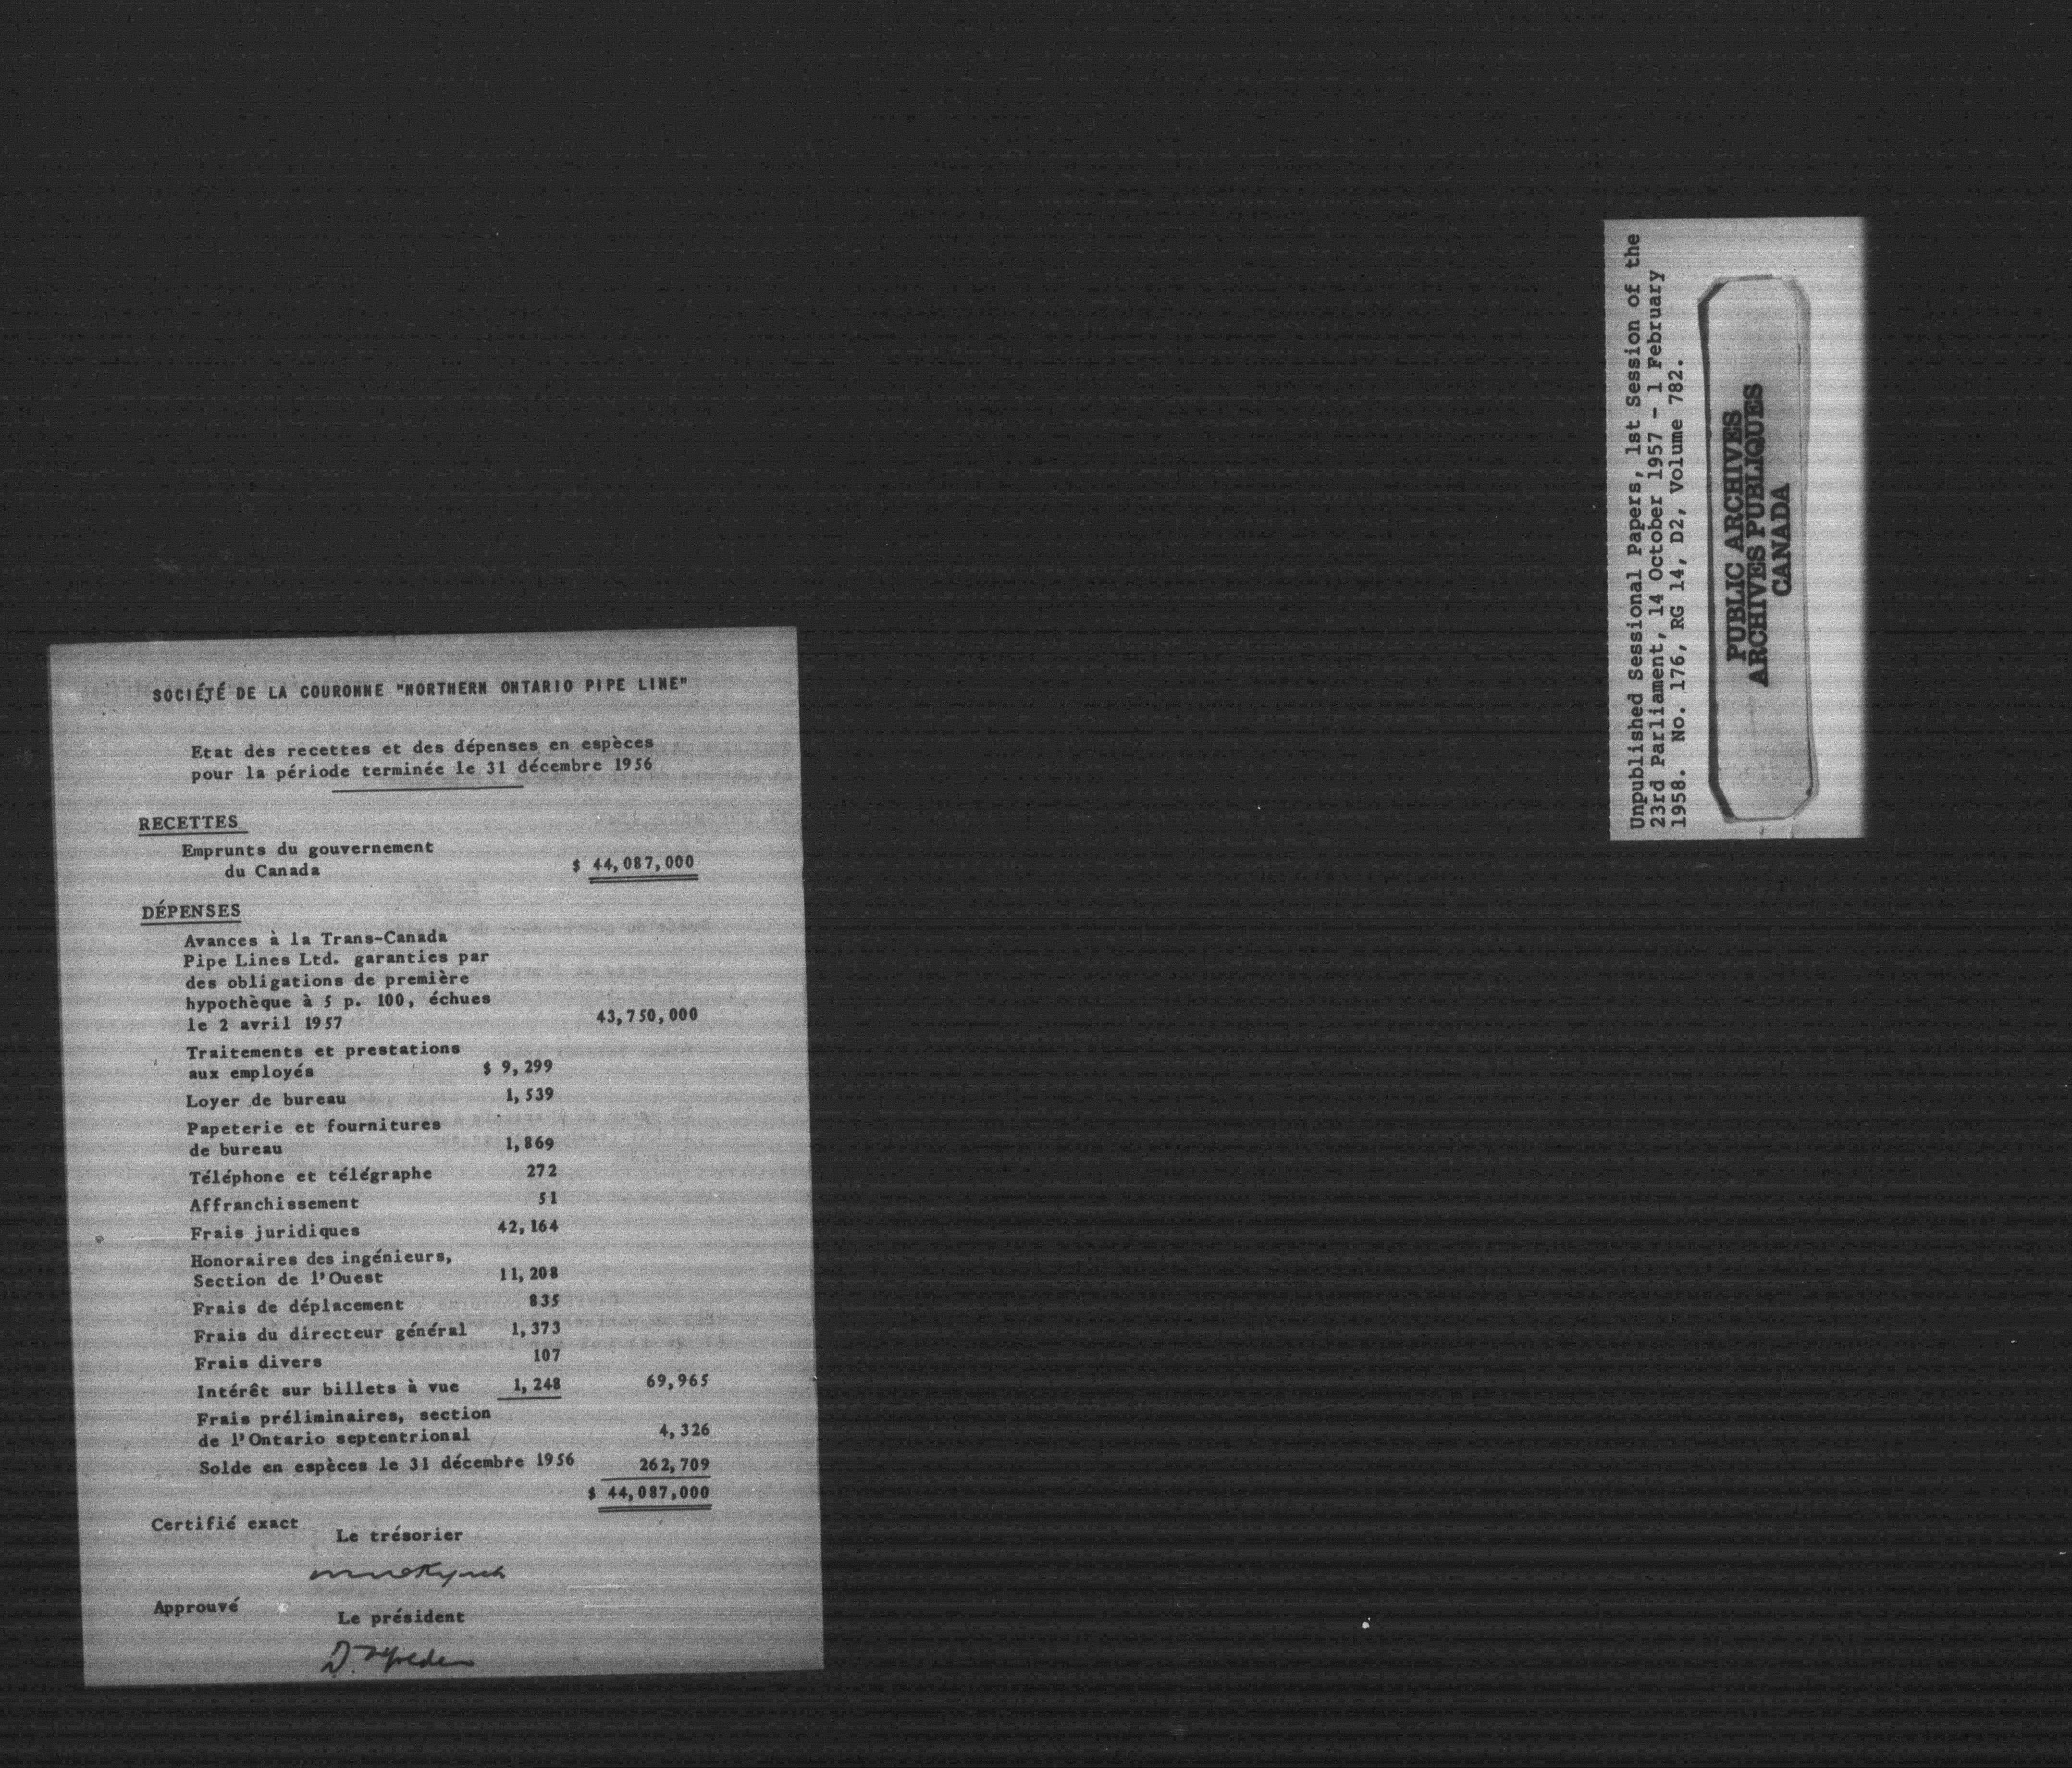 SOCIÉTÉ DE LA COURONNE "NORTHERN ONTARIO PIPE LINE"
Etat des recettes et des dépenses en espèces
pour la période terminée le 31 décembre 1956
RECETTES
Emprunts du gouvernement
du Canada $ 44,087,000
DÉPENSES
Avances à la Trans-Canada
Pipe Lines Ltd. garanties par
des obligations de première
hypothèque à 5 p. 100, échues
le 2 avril 1957 43,750,000
Traitements et prestations
aux employés $ 9,299
Loyer de bureau 1,539
Papeterie et fournitures
de bureau 1,869
Téléphone et télégraphe 272
Affranchissement 51
Frais juridiques 42,164
Honoraires des ingénieurs,
Section de l'Ouest 11,208
Frais de déplacement 835
Frais du directeur général 1,373
Frais divers 107
Intérêt sur billets à vue 1,248 69,965
Frais préliminaires, section
de l'Ontario septentrional 4,326
Solde en espèces le 31 décembre 1956 262,709
$ 44,087,000
Certifié exact
Le trésorier
Approuvé
Le président
Unpublished Sessional Papers, 1st Session of the
23rd Parliament, 14 October 1957 - 1 February
1958. No. 176, RG 14, D2, Volume 782.
PUBLIC ARCHIVES
ARCHIVES PUBLIQUES
CANADA